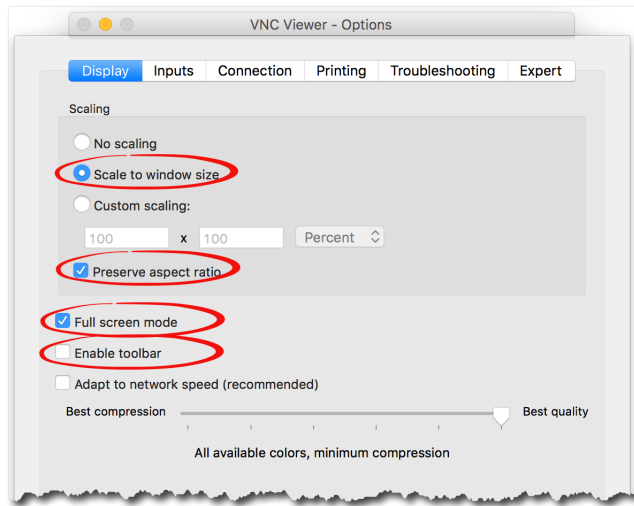 VNC Viewer - Options
Display Inputs Connection Printing Troubleshooting Expert
Scaling
No scaling
Scale to window size
Custom scaling:
100 x 100 Percent
Preserve aspect ratio
Full screen mode
Enable toolbar
Adapt to network speed (recommended)
Best compression Best quality
All available colors, minimum compression